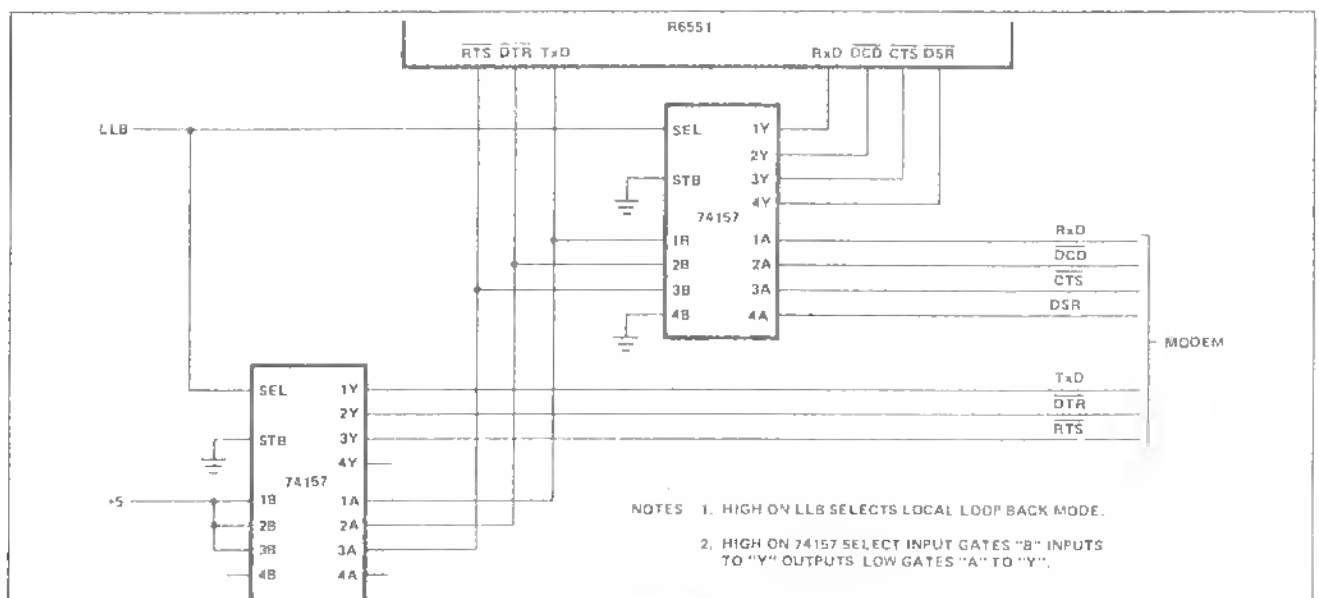 R6551
RTS DTR TxD RxD DCD CTS DSR
LLB
SEL 1Y
2Y
STB 3Y
4Y
74157
1B 1A RxD
2B 2A DCD
3B 3A CTS
4B 4A DSR
MODEM
SEL 1Y TxD
2Y DTR
STB 3Y RTS
4Y
74157
+5 1B 1A
2B 2A
3B 3A
4B 4A
NOTES 1. HIGH ON LLB SELECTS LOCAL LOOP BACK MODE.
2. HIGH ON 74157 SELECT INPUT GATES "B" INPUTS
TO "Y" OUTPUTS LOW GATES "A" TO "Y".